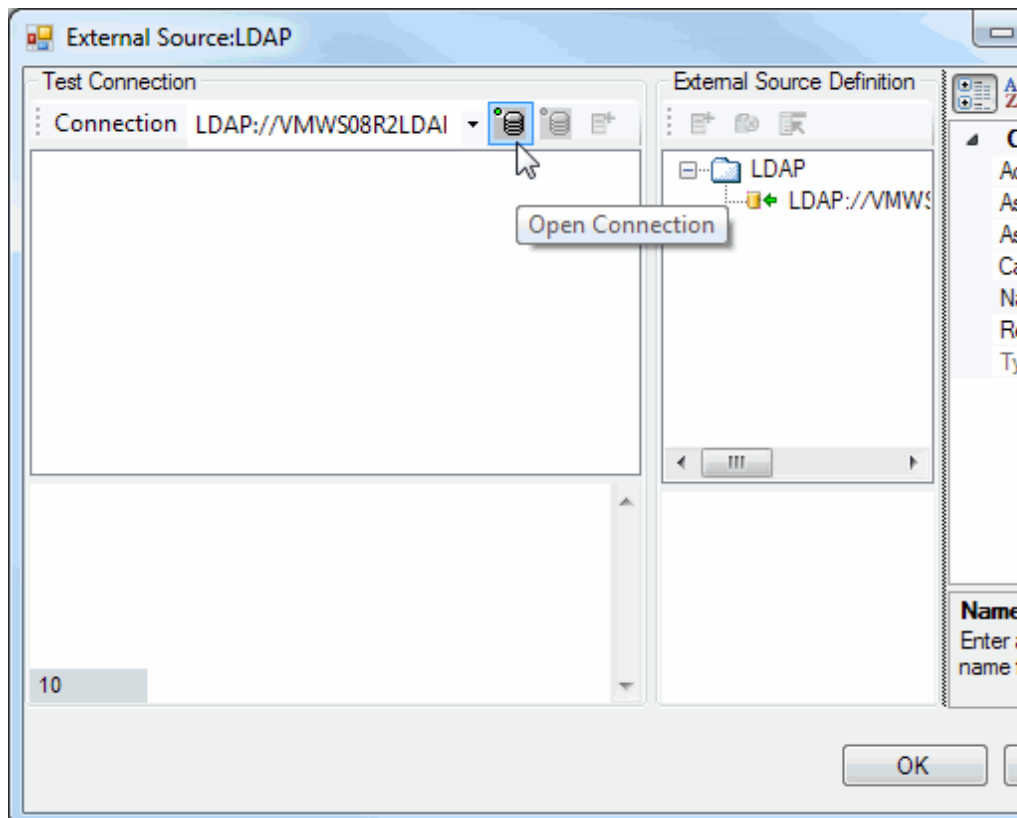 External Source:LDAP
Test Connection
External Source Definition
Connection LDAP://VMWS08R2LDAI
LDAP
LDAP://VMWS
Open Connection
10
Name
Enter
name
OK